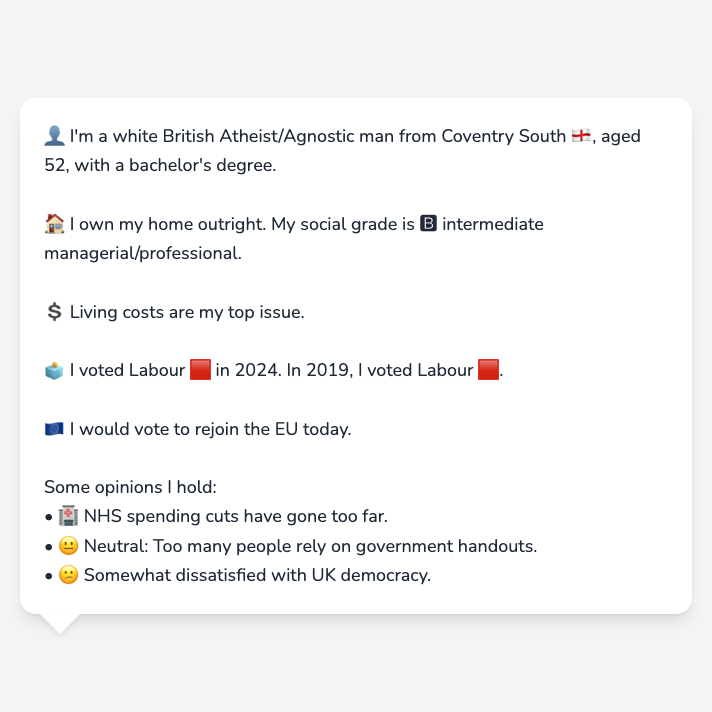 👤 I'm a white British Atheist/Agnostic man from Coventry South 🏴󠁧󠁢󠁥󠁮󠁧󠁿, aged
52, with a bachelor's degree.
🏠 I own my home outright. My social grade is 🅱 intermediate
managerial/professional.
💲 Living costs are my top issue.
🗳️ I voted Labour 🟥 in 2024. In 2019, I voted Labour 🟥.
🇪🇺 I would vote to rejoin the EU today.
Some opinions I hold:
• 🏥 NHS spending cuts have gone too far.
• 😐 Neutral: Too many people rely on government handouts.
• 😕 Somewhat dissatisfied with UK democracy.